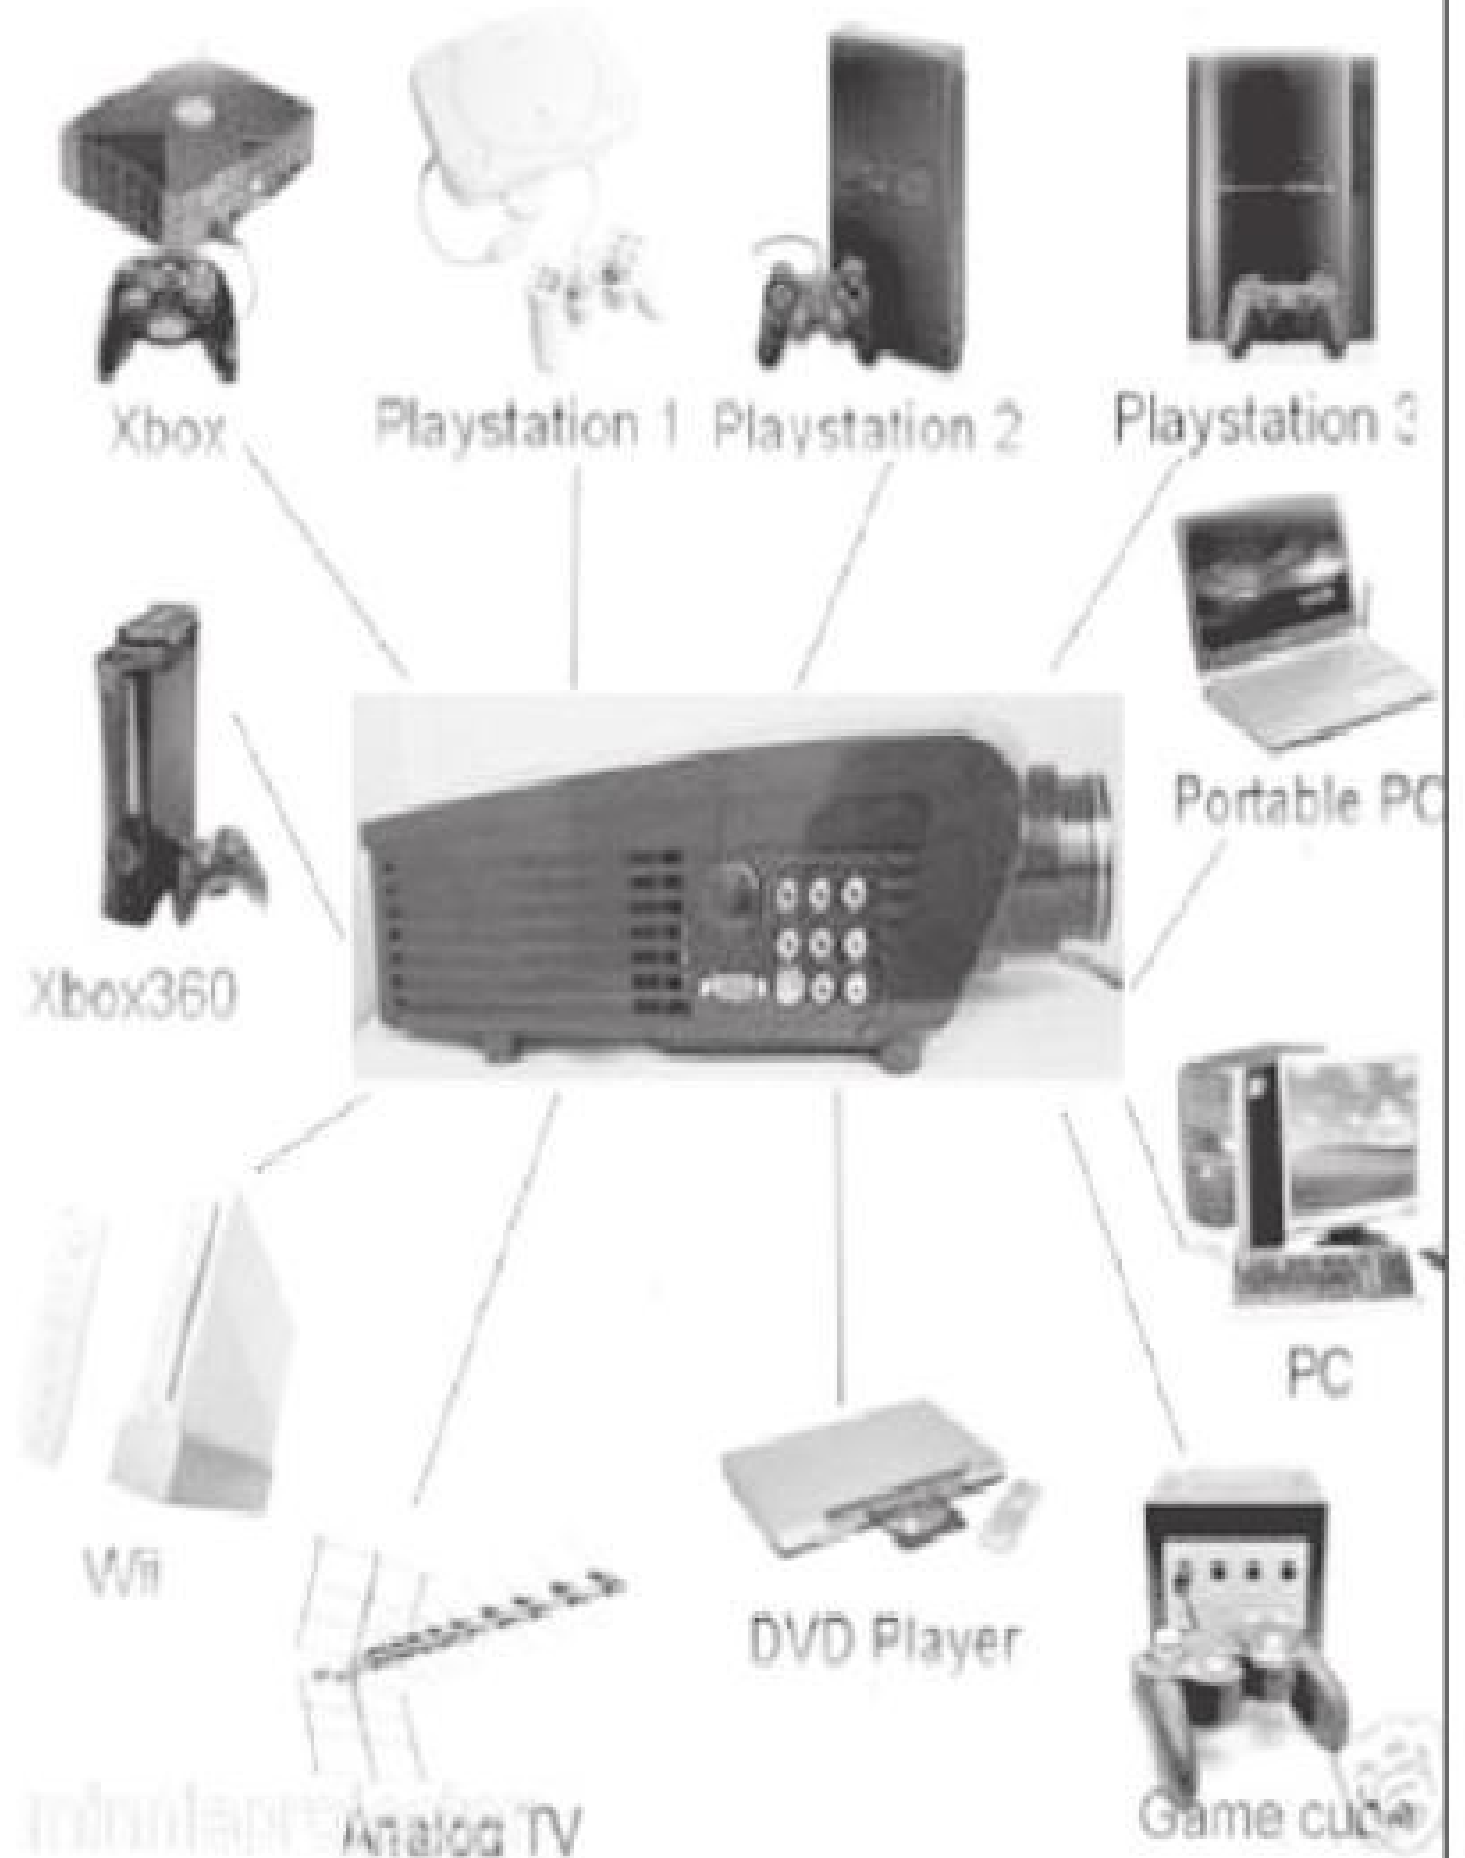 Xbox
Playstation 1
Playstation 2
Playstation 3
Portable PC
Xbox360
PC
Wii
DVD Player
Analog TV
Game cube